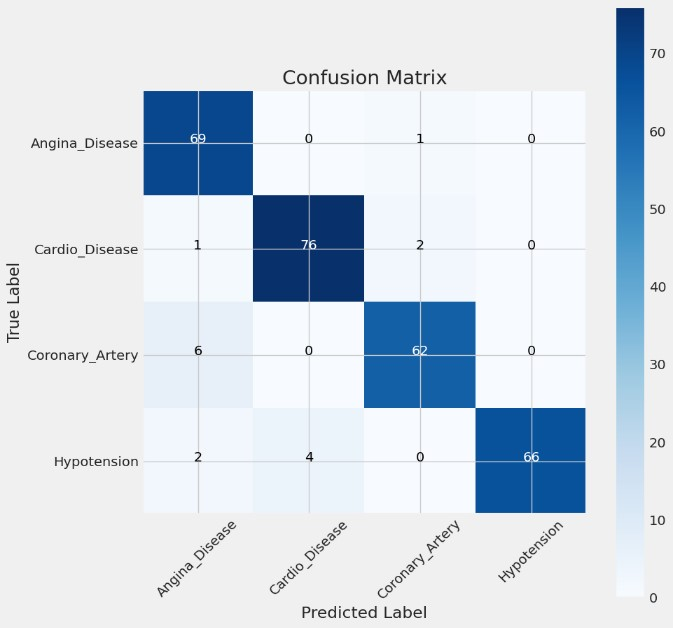 Confusion Matrix
Angina_Disease 69 0 1 0
Cardio_Disease 1 76 2 0
Coronary_Artery 6 0 62 0
Hypotension 2 4 0 66
Angina_Disease Cardio_Disease Coronary_Artery Hypotension
Predicted Label
True Label
70
60
50
40
30
20
10
0